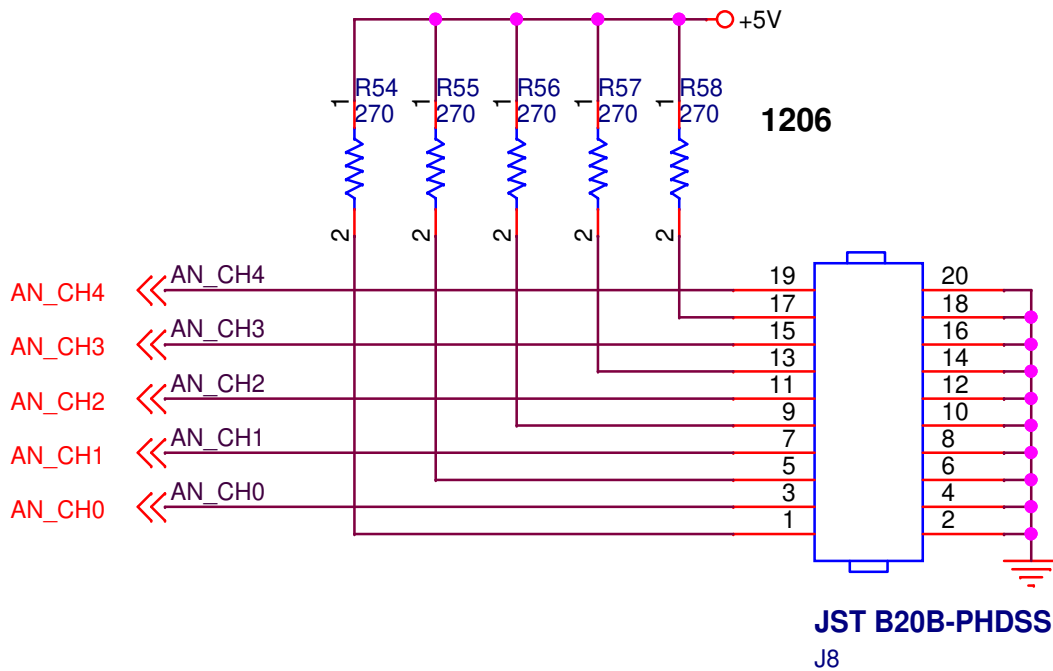 +5V
R54 R55 R56 R57 R58
1 1 1 1 1
270 270 270 270 270
1206
2 2 2 2 2
AN_CH4 AN_CH4 19 20
17 18
AN_CH3 AN_CH3 15 16
13 14
AN_CH2 AN_CH2 11 12
9 10
AN_CH1 AN_CH1 7 8
5 6
AN_CH0 AN_CH0 3 4
1 2
JST B20B-PHDSS
J8